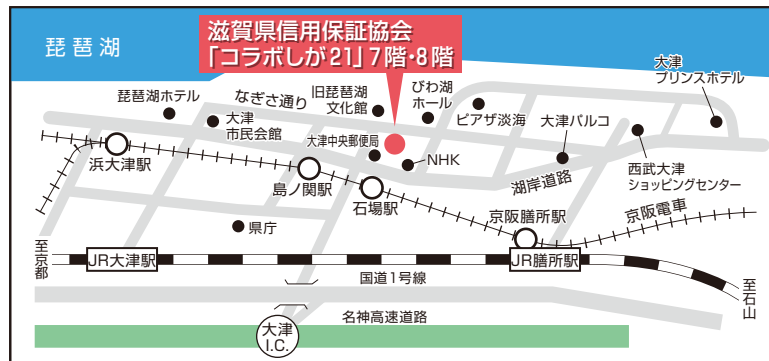 琵琶湖
滋賀県信用保証協会
「コラボしが21」7階・8階
大津
プリンスホテル
琵琶湖ホテル
なぎさ通り
旧琵琶湖
文化館
びわ湖
ホール
大津
市民会館
ピアザ淡海
大津パルコ
大津中央郵便局
浜大津駅
NHK
西武大津
ショッピングセンター
島ノ関駅
湖岸道路
石場駅
京阪膳所駅
京阪電車
県庁
至京都
JR大津駅
JR膳所駅
国道1号線
至石山
名神高速道路
大津
I.C.